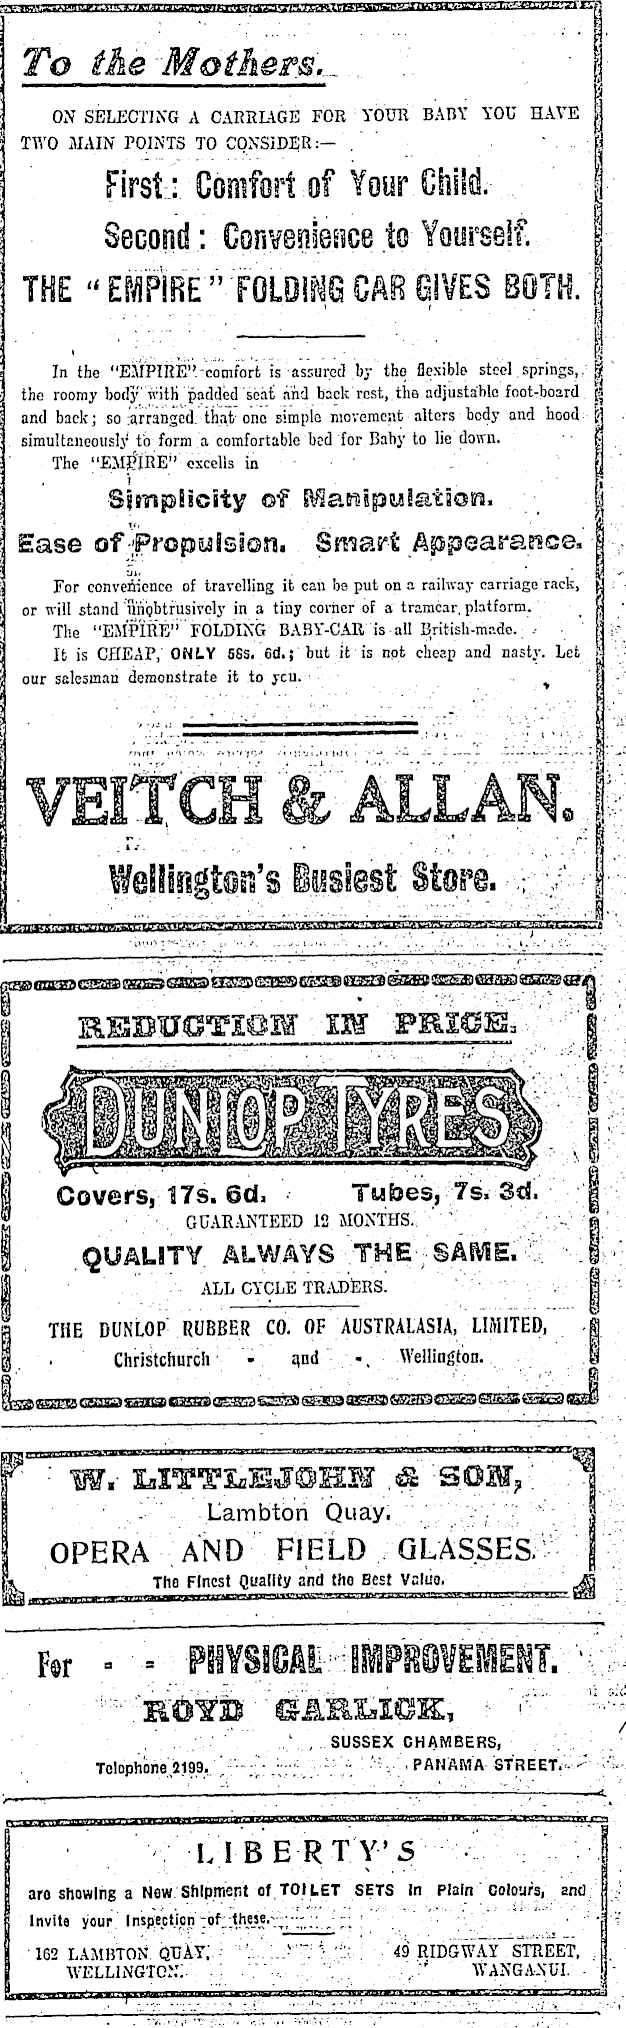 To the Mothers.
ON SELECTING A CARRIAGE FOR YOUR BABY YOU HAVE
TWO MAIN POINTS TO CONSIDER:—
First: Comfort of Your Child.
Second: Convenience to Yourself.
THE "EMPIRE" FOLDING CAR GIVES BOTH.
In the "EMPIRE" comfort is assured by the flexible steel springs,
the roomy body with padded seat and back rest, the adjustable foot-board
and back; so arranged that one simple movement alters body and hood
simultaneously to form a comfortable bed for Baby to lie down.
The "EMPIRE" excells in
Simplicity of Manipulation.
Ease of Propulsion. Smart Appearance.
For convenience of travelling it can be put on a railway carriage rack,
or will stand unobtrusively in a tiny corner of a tramcar platform.
The "EMPIRE" FOLDING BABY-CAR is all British-made.
It is CHEAP, ONLY 58s. 6d.; but it is not cheap and nasty. Let
our salesman demonstrate it to you.
VEITCH & ALLAN.
Wellington's Busiest Store.
REDUCTION IN PRICE.
DUNLOP TYRES
Covers, 17s. 6d. Tubes, 7s. 3d.
GUARANTEED 12 MONTHS.
QUALITY ALWAYS THE SAME.
ALL CYCLE TRADERS.
THE DUNLOP RUBBER CO. OF AUSTRALASIA, LIMITED,
Christchurch - and - Wellington.
W. LITTLEJOHN & SON,
Lambton Quay.
OPERA AND FIELD GLASSES.
The Finest Quality and the Best Value.
For - - PHYSICAL IMPROVEMENT.
ROYD GARLICK,
SUSSEX CHAMBERS,
Telephone 2199. PANAMA STREET.
LIBERTY'S
are showing a New Shipment of TOILET SETS in Plain Colours, and
Invite your Inspection of these.
162 LAMBTON QUAY, 49 RIDGWAY STREET,
WELLINGTON. WANGANUI.